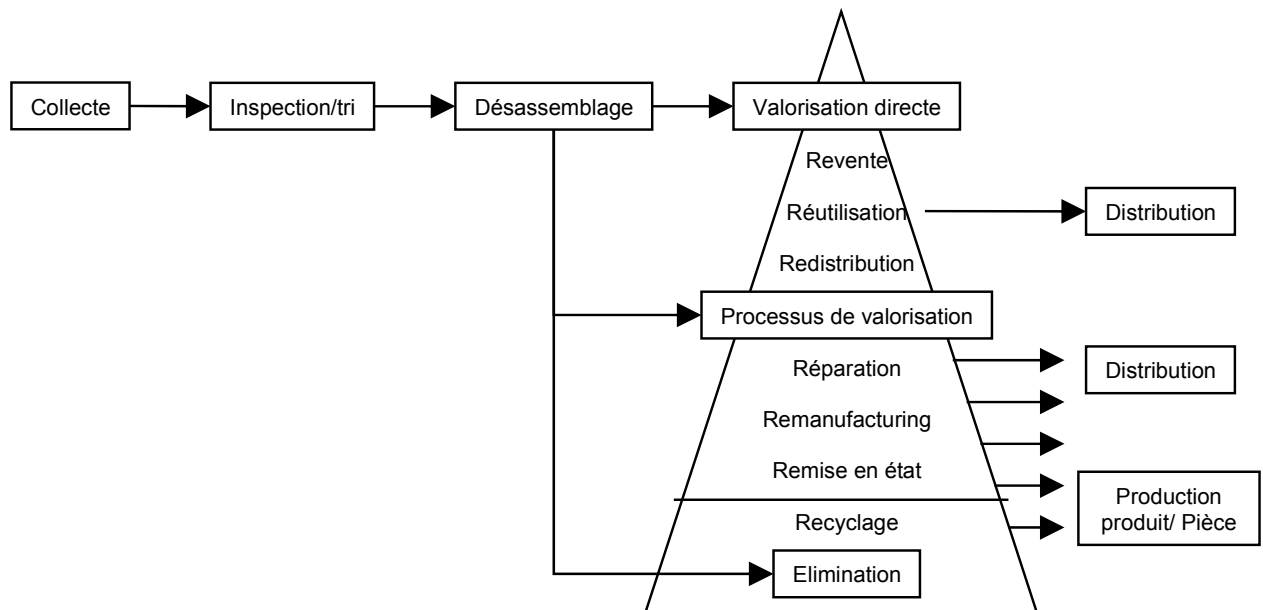 Collecte
Inspection/tri
Désassemblage
Valorisation directe
Revente
Réutilisation
Distribution
Redistribution
Processus de valorisation
Réparation
Distribution
Remanufacturing
Remise en état
Production
produit/ Pièce
Recyclage
Elimination